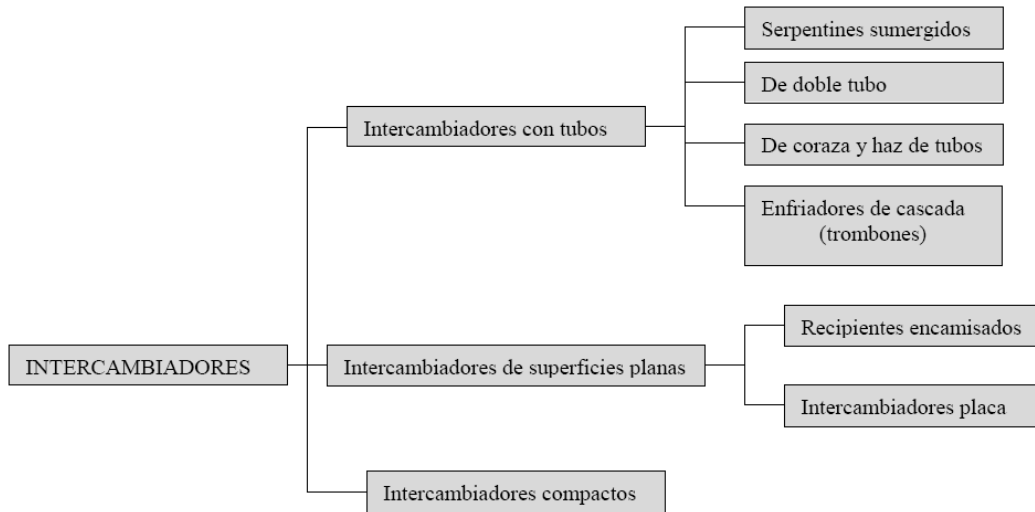 Serpentines sumergidos
De doble tubo
Intercambiadores con tubos
De coraza y haz de tubos
Enfriadores de cascada
(trombones)
Recipientes encamisados
INTERCAMBIADORES
Intercambiadores de superficies planas
Intercambiadores placa
Intercambiadores compactos